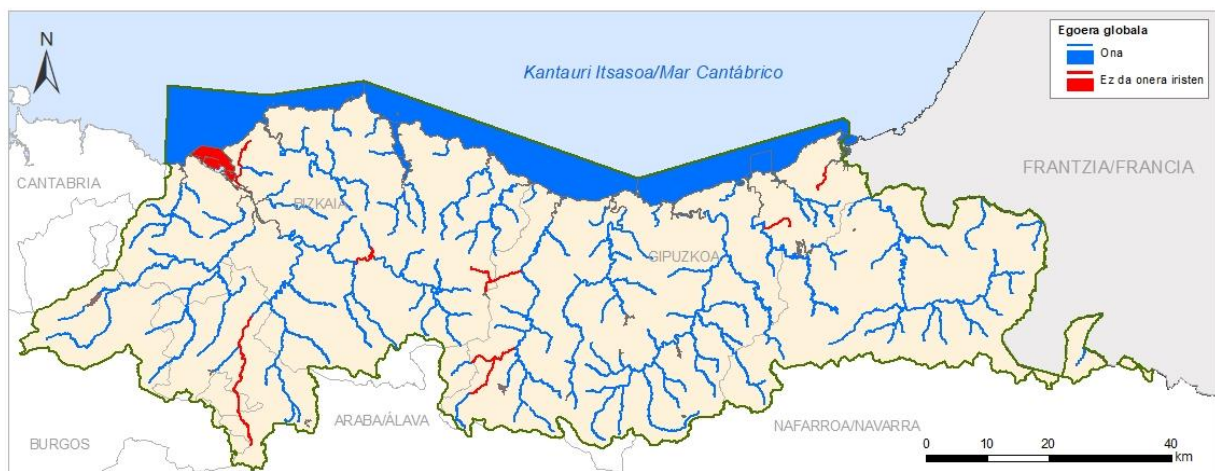 N
Kantauri Itsasoa/Mar Cantábrico
Egoera globala
Ona
Ez da onera iristen
FRANTZIA/FRANCIA
CANTABRIA
BIZKAIA
GIPUZKOA
ARABA/ÁLAVA
NAFARROA/NAVARRA
BURGOS
0 10 20 40
km